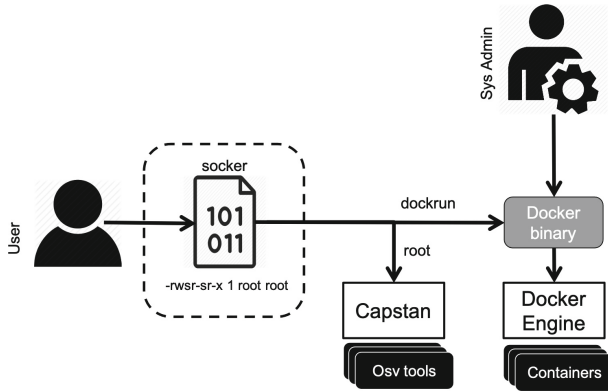 Sys Admin
socker
101
011
dockrun
Docker
binary
User
root
-rwsr-sr-x 1 root root
Capstan
Docker
Engine
Osv tools
Containers